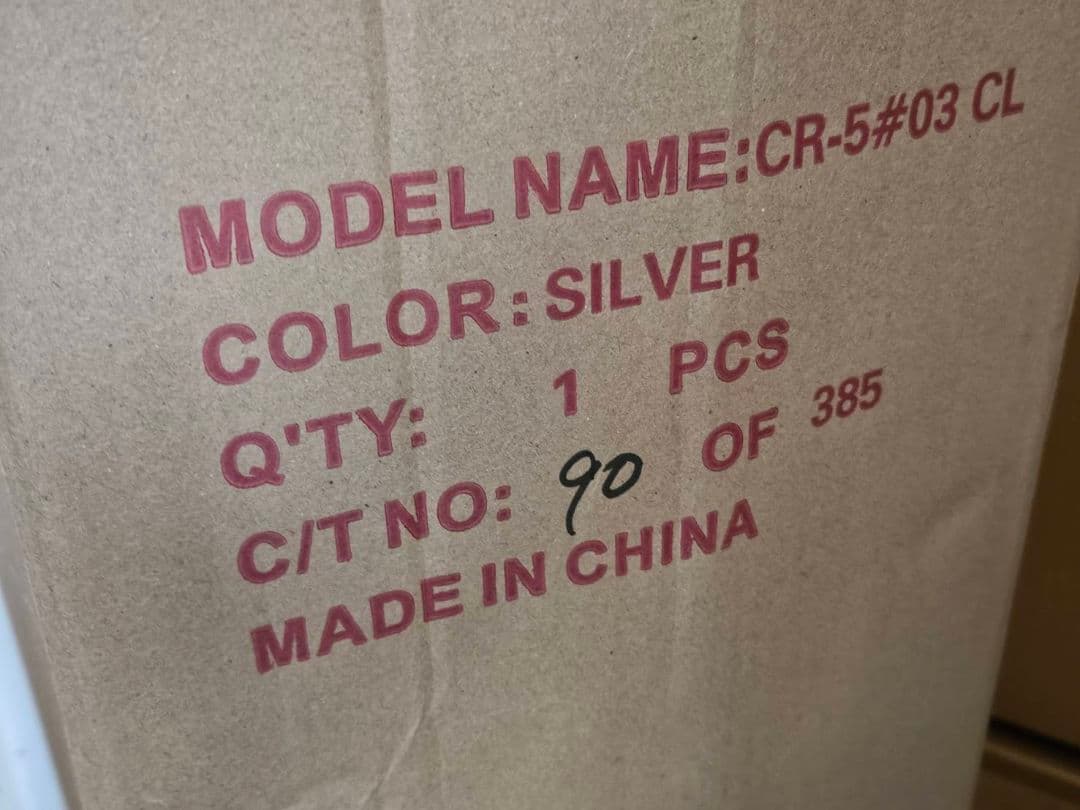 MODEL NAME:CR-5#03 CL
COLOR:SILVER
Q'TY: 1 PCS
C/T NO: 90 OF 385
MADE IN CHINA